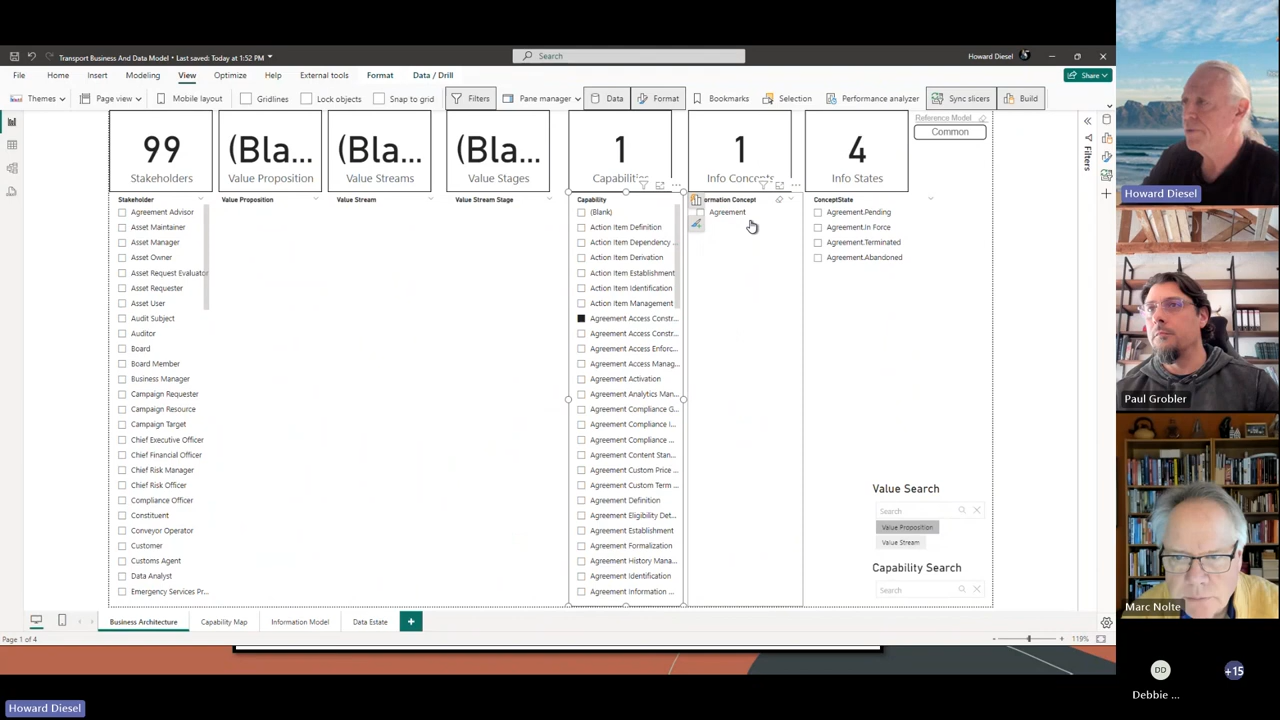 Transport Business And Data Model • Last saved: Today at 1:52 PM
Search
Howard Diesel
File Home Insert Modeling View Optimize Help External tools Format Data / Drill
Share
Themes Page view Mobile layout Gridlines Lock objects Snap to grid Filters Pane manager Data Format Bookmarks Selection Performance analyzer Sync slicers Build
99
Stakeholders
(Bla...
Value Proposition
(Bla...
Value Streams
(Bla...
Value Stages
1
Capabiliti
1
Info Concepts
4
Info States
Reference Model
Common
Filters
Stakeholder
Agreement Advisor
Asset Maintainer
Asset Manager
Asset Owner
Asset Request Evaluator
Asset Requester
Asset User
Audit Subject
Auditor
Board
Board Member
Business Manager
Campaign Requester
Campaign Resource
Campaign Target
Chief Executive Officer
Chief Financial Officer
Chief Risk Manager
Chief Risk Officer
Compliance Officer
Constituent
Conveyor Operator
Customer
Customs Agent
Data Analyst
Emergency Services Pr...
Value Proposition
Value Stream
Value Stream Stage
Capability
(Blank)
Action Item Definition
Action Item Dependency ...
Action Item Derivation
Action Item Establishment
Action Item Identification
Action Item Management
Agreement Access Constr...
Agreement Access Constr...
Agreement Access Enforc...
Agreement Access Manag...
Agreement Activation
Agreement Analytics Man...
Agreement Compliance G...
Agreement Compliance I...
Agreement Compliance ...
Agreement Content Stan...
Agreement Custom Price ...
Agreement Custom Term ...
Agreement Definition
Agreement Eligibility Det...
Agreement Establishment
Agreement Formalization
Agreement History Mana...
Agreement Identification
Agreement Information ...
ormation Concept
Agreement
ConceptState
Agreement.Pending
Agreement.In Force
Agreement.Terminated
Agreement.Abandoned
Value Search
Search
Value Proposition
Value Stream
Capability Search
Search
Business Architecture Capability Map Information Model Data Estate
Page 1 of 4
119%
Howard Diesel
Paul Grobler
Marc Nolte
DD
Debbie ...
+15
Howard Diesel